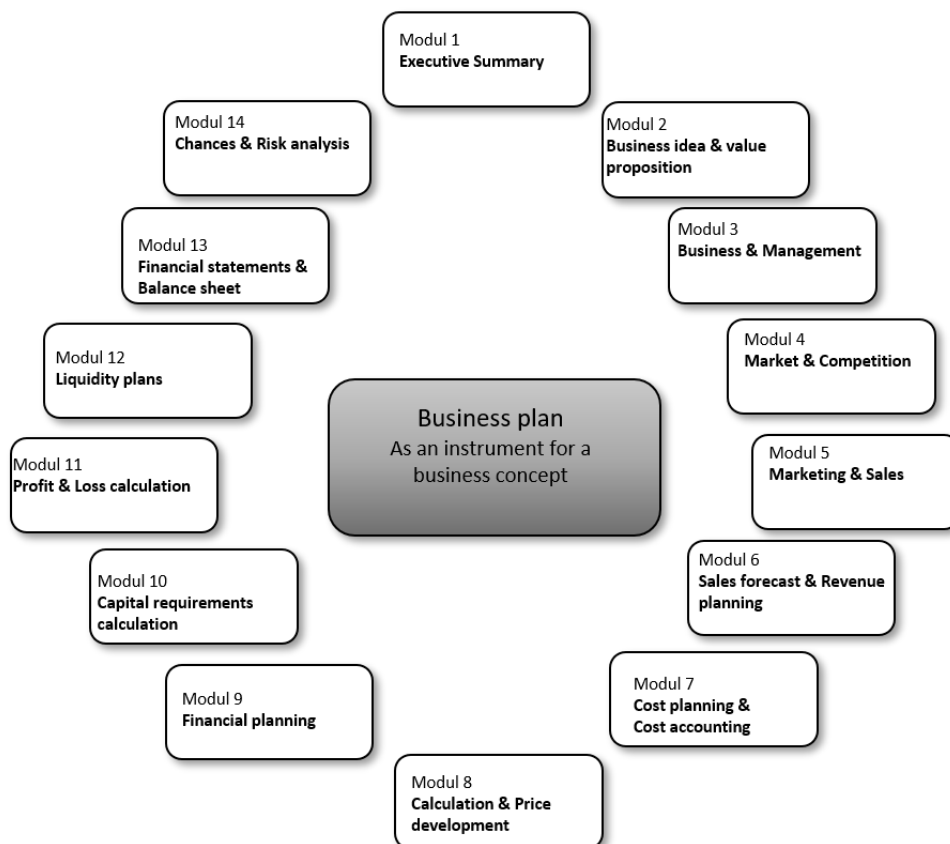 Modul 1
Executive Summary
Modul 2
Business idea & value
proposition
Modul 3
Business & Management
Modul 4
Market & Competition
Modul 5
Marketing & Sales
Modul 6
Sales forecast & Revenue
planning
Modul 7
Cost planning &
Cost accounting
Modul 8
Calculation & Price
development
Modul 9
Financial planning
Modul 10
Capital requirements
calculation
Modul 11
Profit & Loss calculation
Modul 12
Liquidity plans
Modul 13
Financial statements &
Balance sheet
Modul 14
Chances & Risk analysis
Business plan
As an instrument for a
business concept